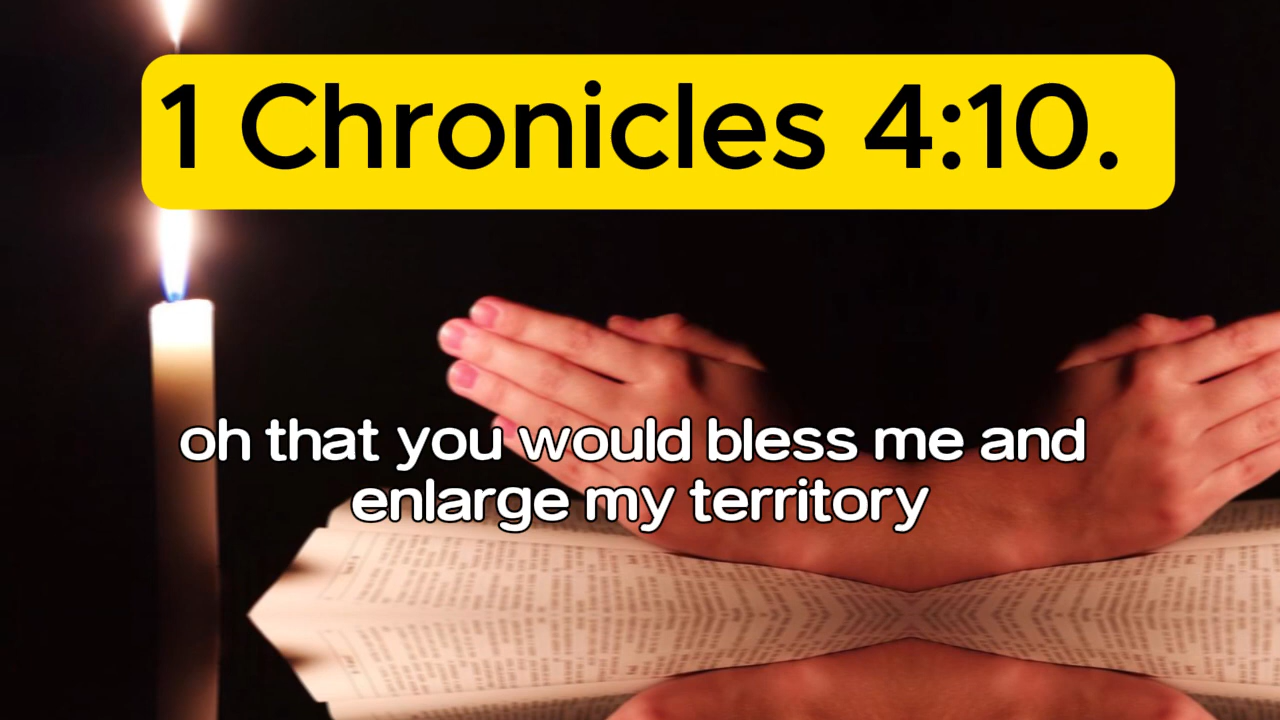 1 Chronicles 4:10.
oh that you would bless me and
enlarge my territory